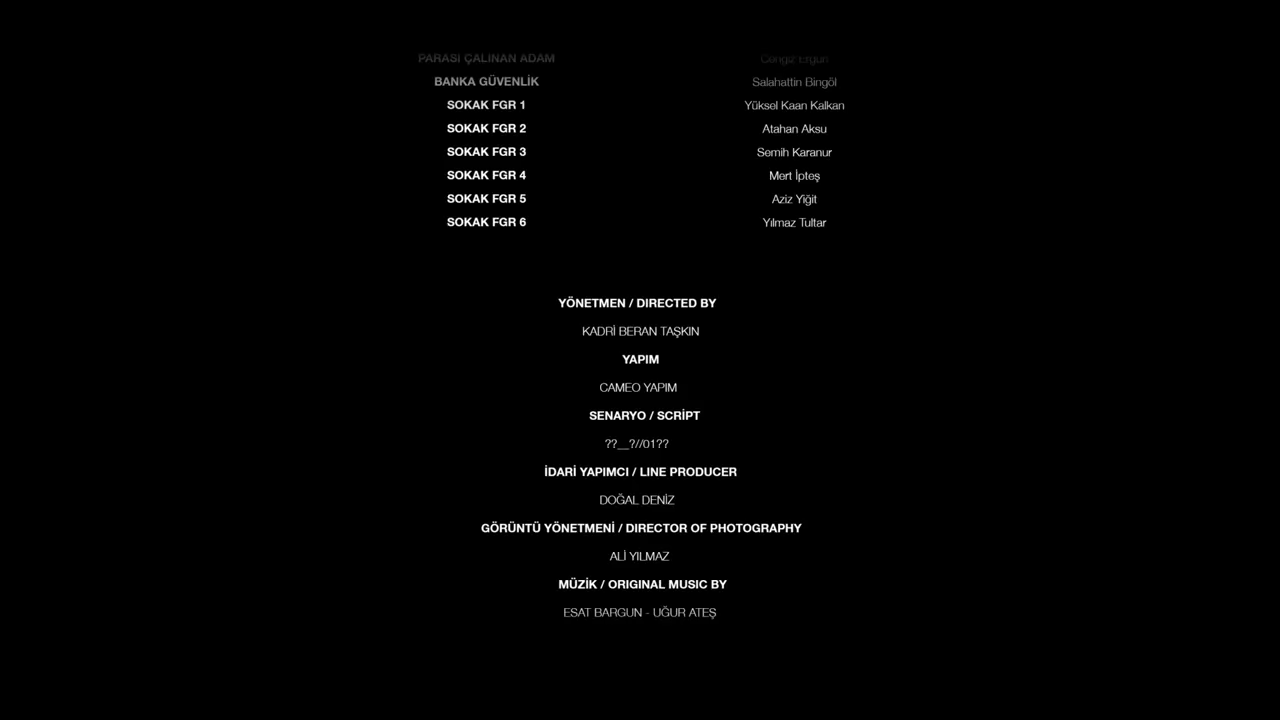 PARASI ÇALINAN ADAM Cengiz Ergun
BANKA GÜVENLİK Salahattin Bingöl
SOKAK FGR 1 Yüksel Kaan Kalkan
SOKAK FGR 2 Atahan Aksu
SOKAK FGR 3 Semih Karanur
SOKAK FGR 4 Mert İpteş
SOKAK FGR 5 Aziz Yiğit
SOKAK FGR 6 Yılmaz Tultar
YÖNETMEN / DIRECTED BY
KADRİ BERAN TAŞKIN
YAPIM
CAMEO YAPIM
SENARYO / SCRİPT
??__?//01??
İDARİ YAPIMCI / LINE PRODUCER
DOĞAL DENİZ
GÖRÜNTÜ YÖNETMENİ / DIRECTOR OF PHOTOGRAPHY
ALİ YILMAZ
MÜZİK / ORIGINAL MUSIC BY
ESAT BARGUN - UĞUR ATEŞ